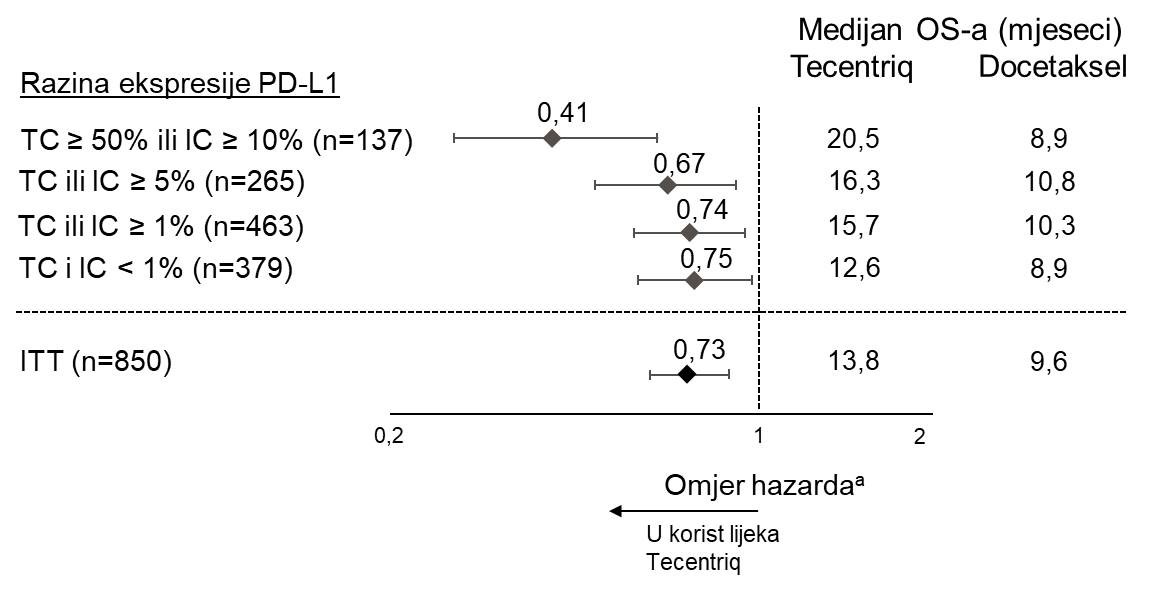 Medijan OS-a (mjeseci)
Tecentriq Docetaksel
Razina ekspresije PD-L1
0,41
TC ≥ 50% ili IC ≥ 10% (n=137) 20,5 8,9
0,67
TC ili IC ≥ 5% (n=265) 16,3 10,8
0,74
TC ili IC ≥ 1% (n=463) 15,7 10,3
0,75
TC i IC < 1% (n=379) 12,6 8,9
0,73
ITT (n=850) 13,8 9,6
0,2 1 2
Omjer hazardaᵃ
U korist lijeka
Tecentriq